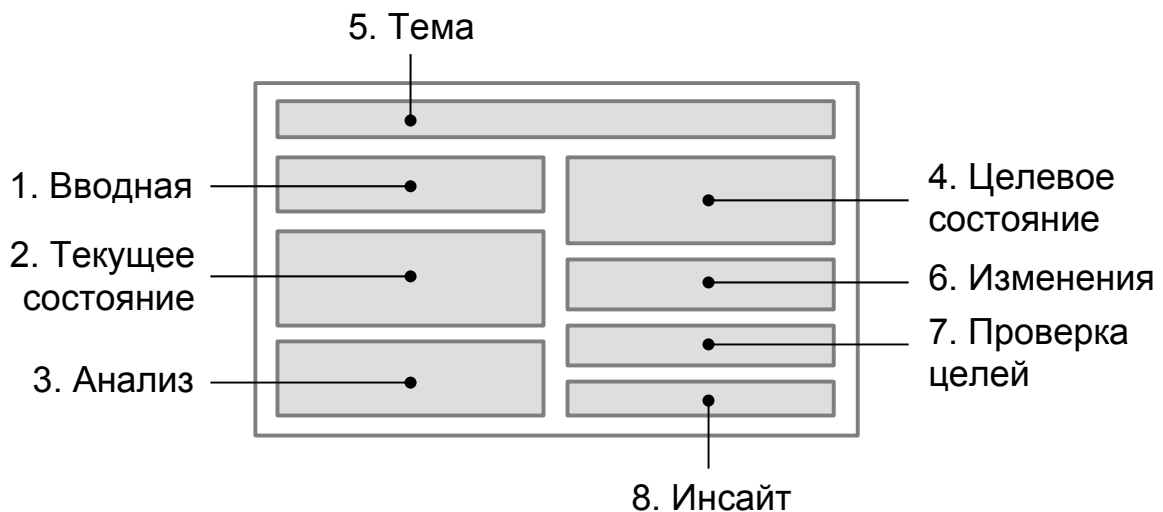 5. Тема
1. Вводная
2. Текущее
состояние
3. Анализ
4. Целевое
состояние
6. Изменения
7. Проверка
целей
8. Инсайт